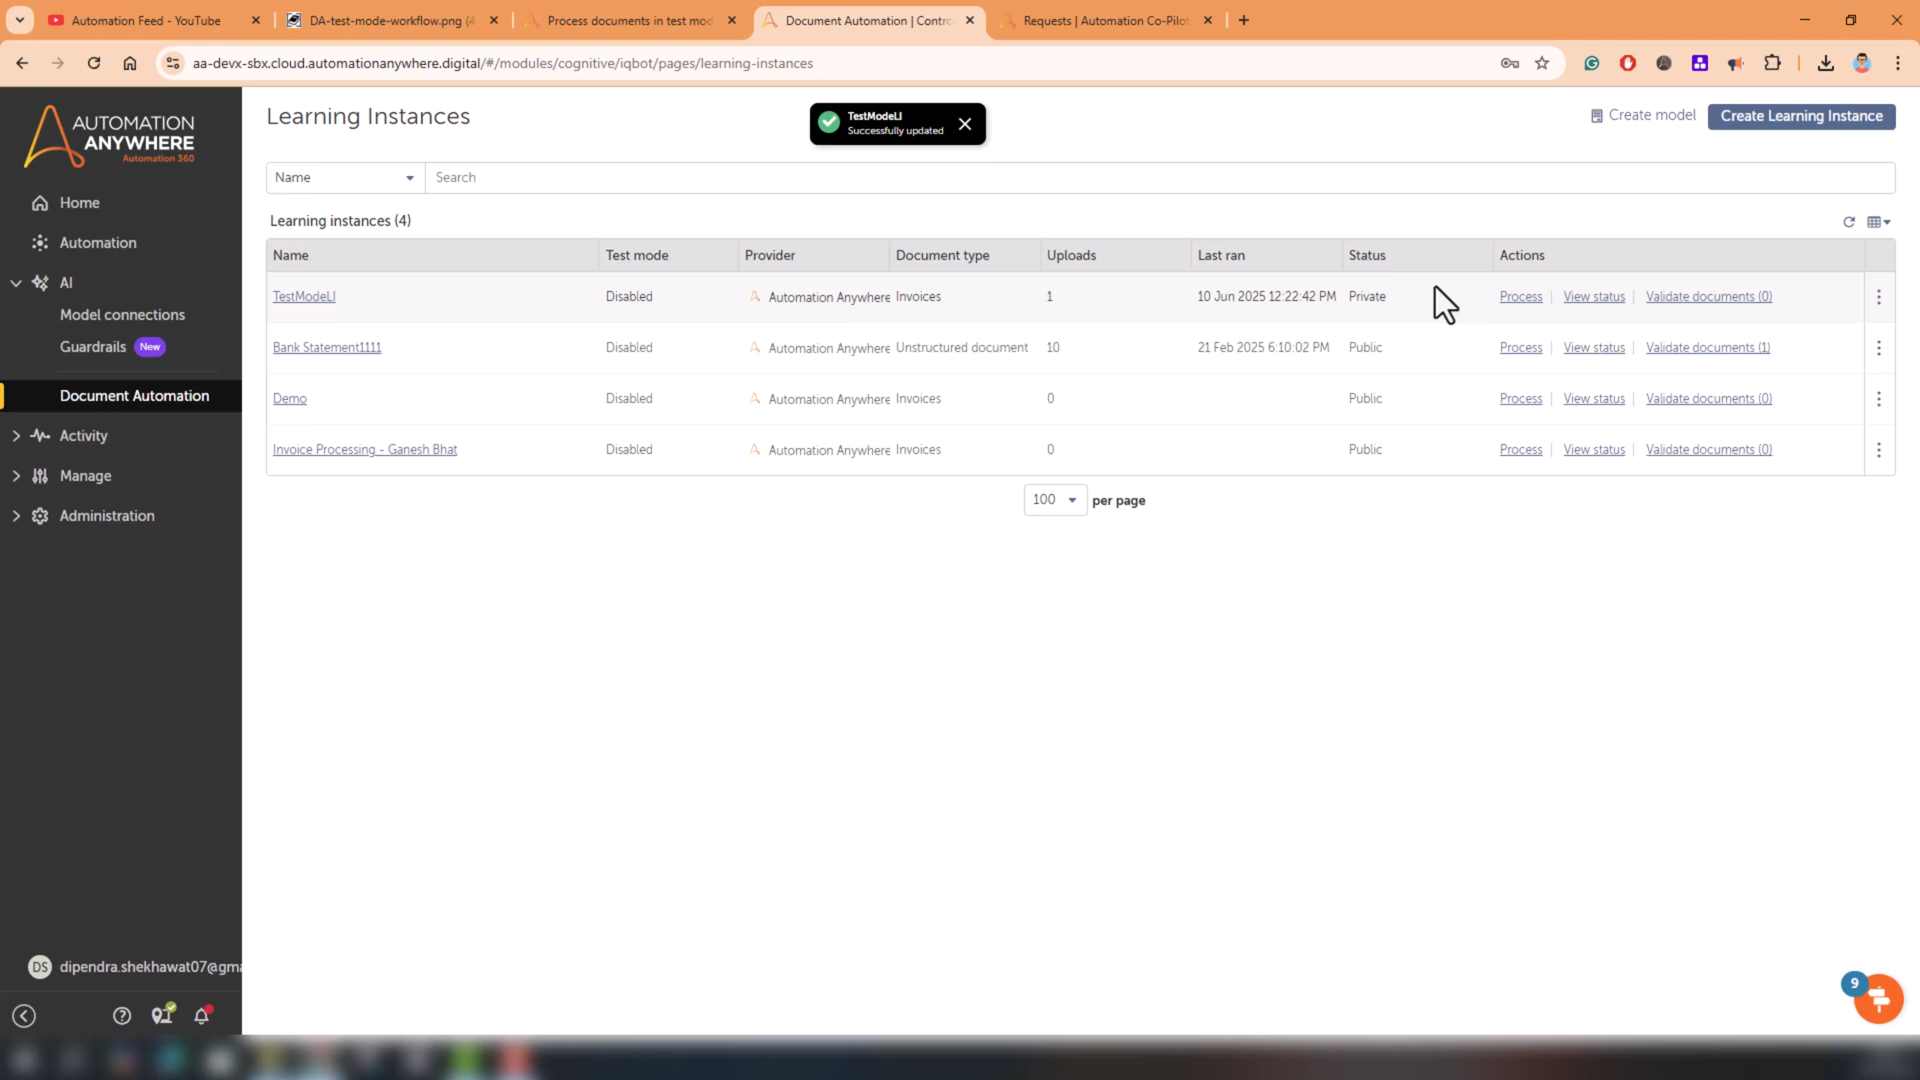 Automation Feed - YouTube
DA-test-mode-workflow.png (4
Process documents in test mod
Document Automation | Contro
Requests | Automation Co-Pilot
aa-devx-sbx.cloud.automationanywhere.digital/#/modules/cognitive/iqbot/pages/learning-instances
AUTOMATION
ANYWHERE
Automation 360
Home
Automation
AI
Model connections
Guardrails New
Document Automation
Activity
Manage
Administration
DS dipendra.shekhawat07@gma
Learning Instances
TestModeLI
Successfully updated
Create model
Create Learning Instance
Name
Search
Learning instances (4)
Name Test mode Provider Document type Uploads Last ran Status Actions
TestModeLI Disabled Automation Anywhere Invoices 1 10 Jun 2025 12:22:42 PM Private Process View status Validate documents (0)
Bank Statement1111 Disabled Automation Anywhere Unstructured document 10 21 Feb 2025 6:10:02 PM Public Process View status Validate documents (1)
Demo Disabled Automation Anywhere Invoices 0 Public Process View status Validate documents (0)
Invoice Processing - Ganesh Bhat Disabled Automation Anywhere Invoices 0 Public Process View status Validate documents (0)
100 per page
9